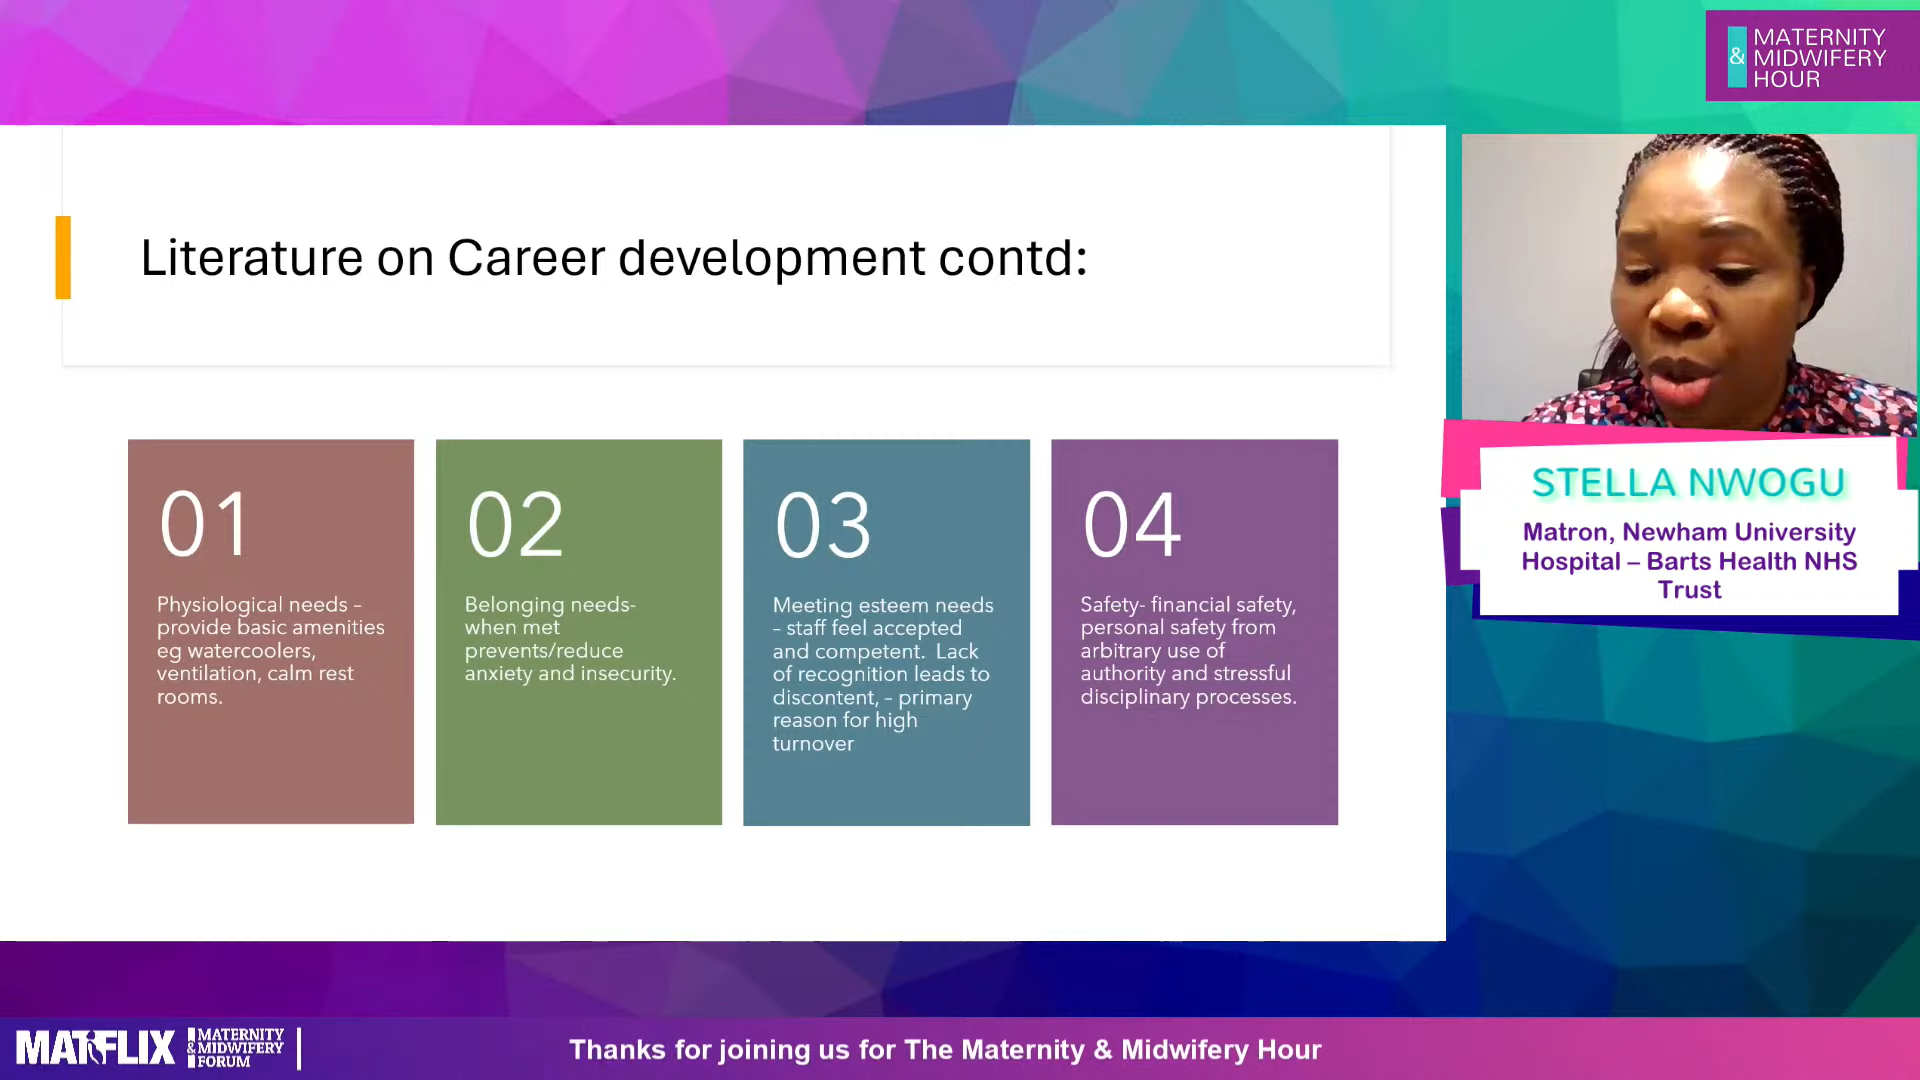 MATERNITY
& MIDWIFERY
HOUR
Literature on Career development contd:
01
Physiological needs –
provide basic amenities
eg watercoolers,
ventilation, calm rest
rooms.
02
Belonging needs-
when met
prevents/reduce
anxiety and insecurity.
03
Meeting esteem needs
– staff feel accepted
and competent.  Lack
of recognition leads to
discontent, – primary
reason for high
turnover
04
Safety- financial safety,
personal safety from
arbitrary use of
authority and stressful
disciplinary processes.
STELLA NWOGU
Matron, Newham University
Hospital – Barts Health NHS
Trust
MATFLIX
MATERNITY
&MIDWIFERY
FORUM
Thanks for joining us for The Maternity & Midwifery Hour